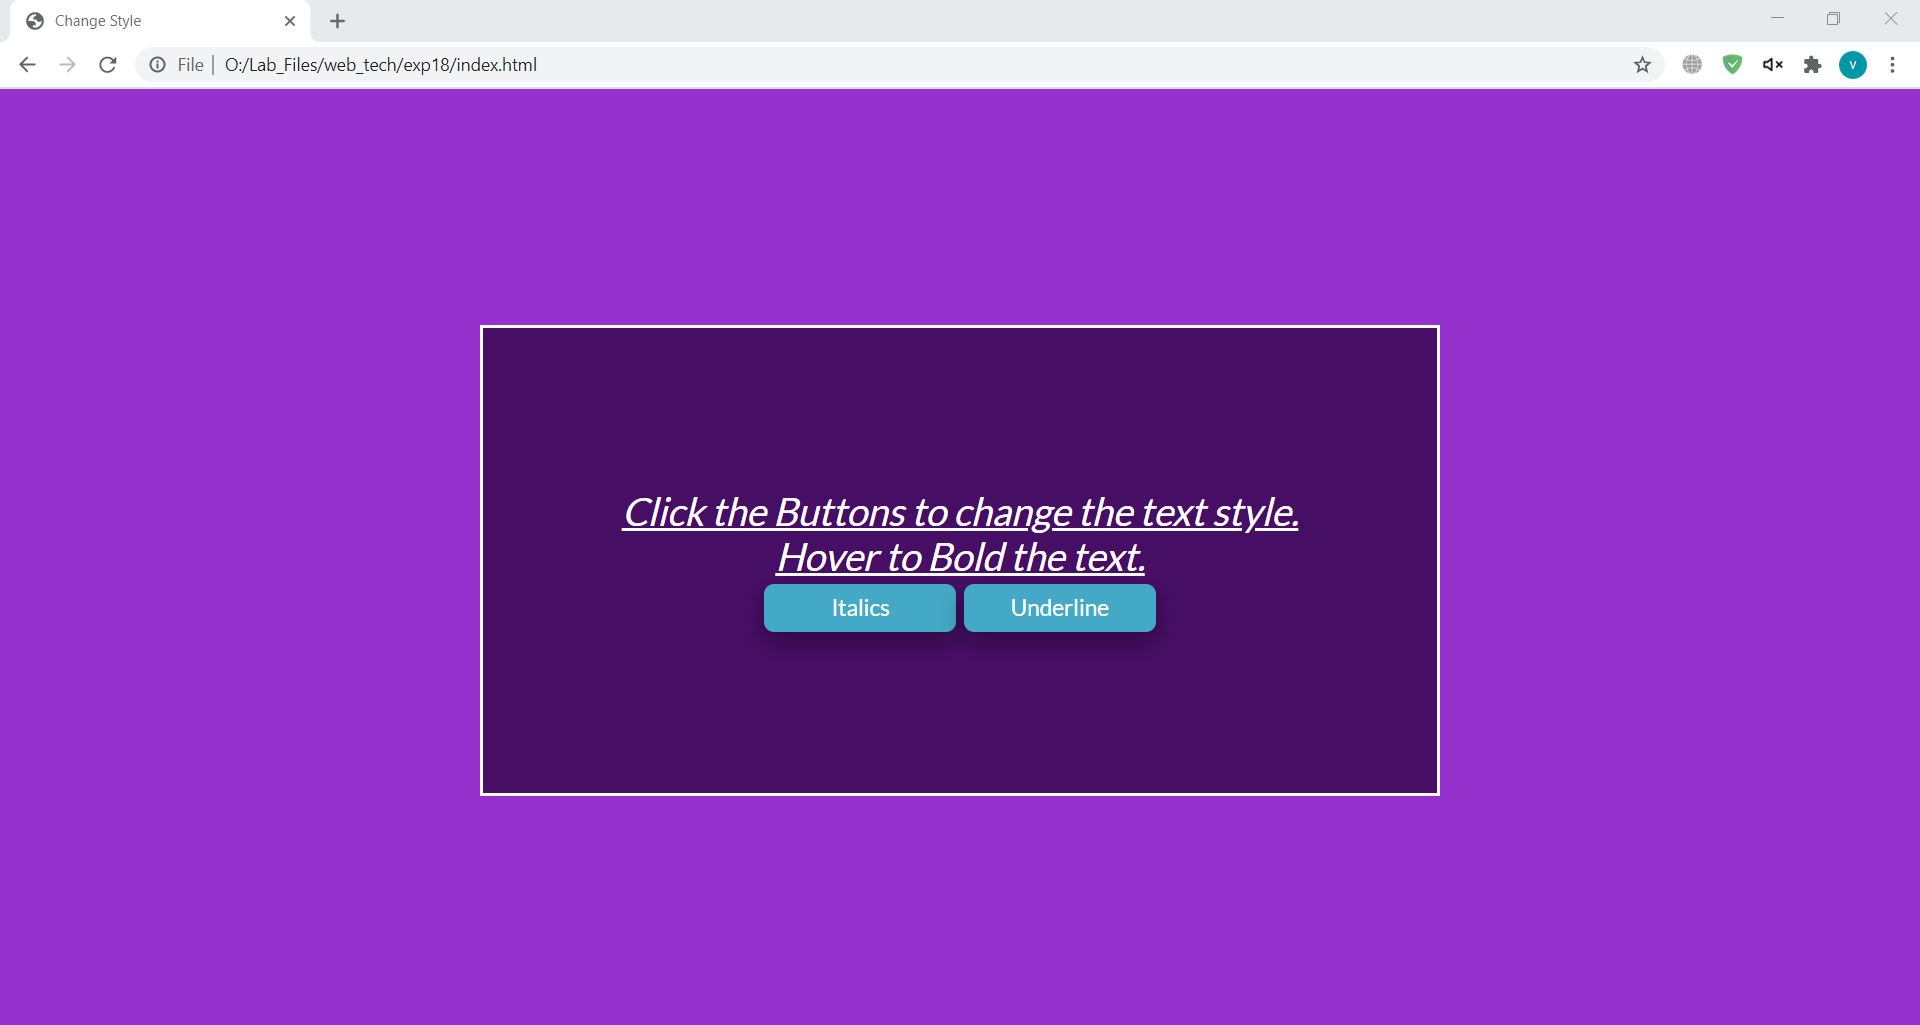 Change Style
File | O:/Lab_Files/web_tech/exp18/index.html
V
Click the Buttons to change the text style.
Hover to Bold the text.
Italics Underline